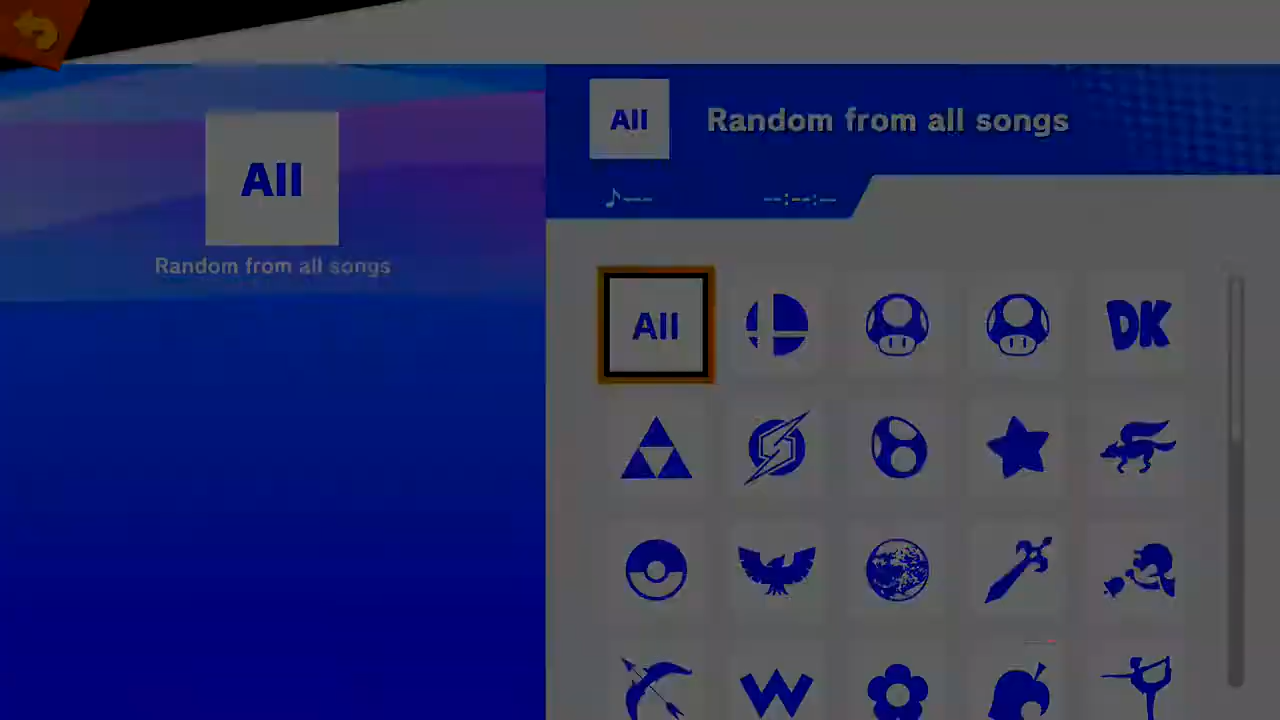 All
Random from all songs
All
Random from all songs
♪---
--:--:--
All
DK